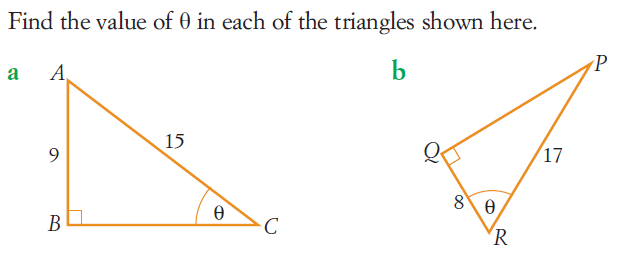 Find the value of θ in each of the triangles shown here.
a
A
9
15
B
θ
C
b
P
Q
17
8
θ
R